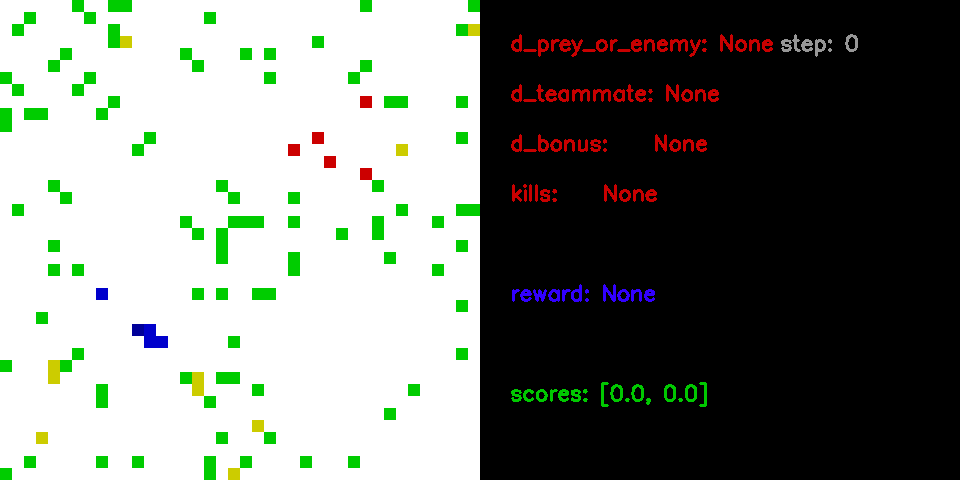 d_prey_or_enemy: None step: 0
d_teammate: None
d_bonus: None
kills: None
reward: None
scores: [0.0, 0.0]